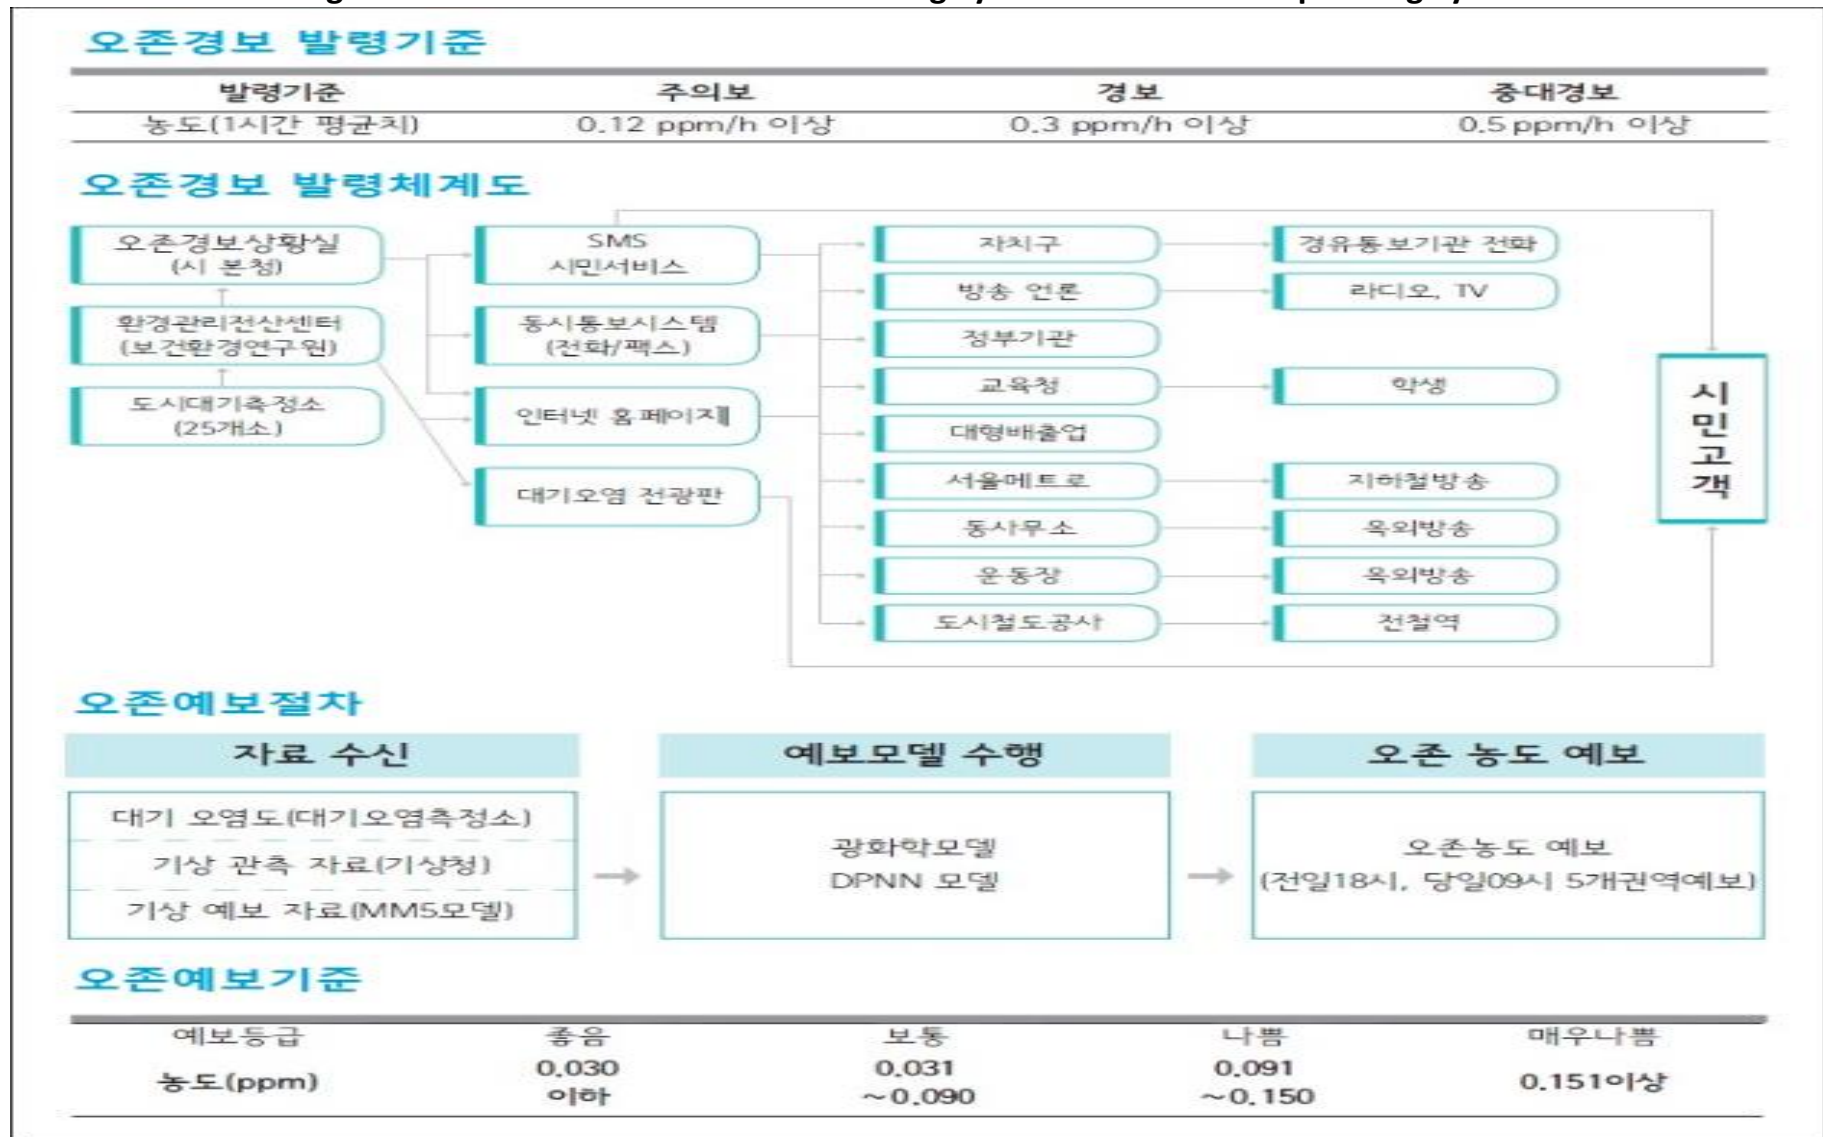 오존경보 발령기준
발령기준 주의보 경보 중대경보
농도(1시간 평균치) 0.12 ppm/h 이상 0.3 ppm/h 이상 0.5 ppm/h 이상
오존경보 발령체계도
오존경보상황실
(시 본청)
환경관리전산센터
(보건환경연구원)
도시대기측정소
(25개소)
SMS
시민서비스
동시통보시스템
(전화/팩스)
인터넷 홈페이지
대기오염 전광판
자치구
방송 언론
정부기관
교육청
대형배출업
서울메트로
동사무소
운동장
도시철도공사
경유통보기관 전화
라디오, TV
학생
지하철방송
옥외방송
옥외방송
전철역
시
민
고
객
오존예보절차
자료 수신
대기 오염도(대기오염측정소)
기상 관측 자료(기상청)
기상 예보 자료(MM5모델)
예보모델 수행
광화학모델
DPNN 모델
오존 농도 예보
오존농도 예보
(전일18시, 당일09시 5개권역예보)
오존예보기준
예보등급 좋음 보통 나쁨 매우나쁨
농도(ppm) 0.030 이하 0.031 ~0.090 0.091 ~0.150 0.151이상